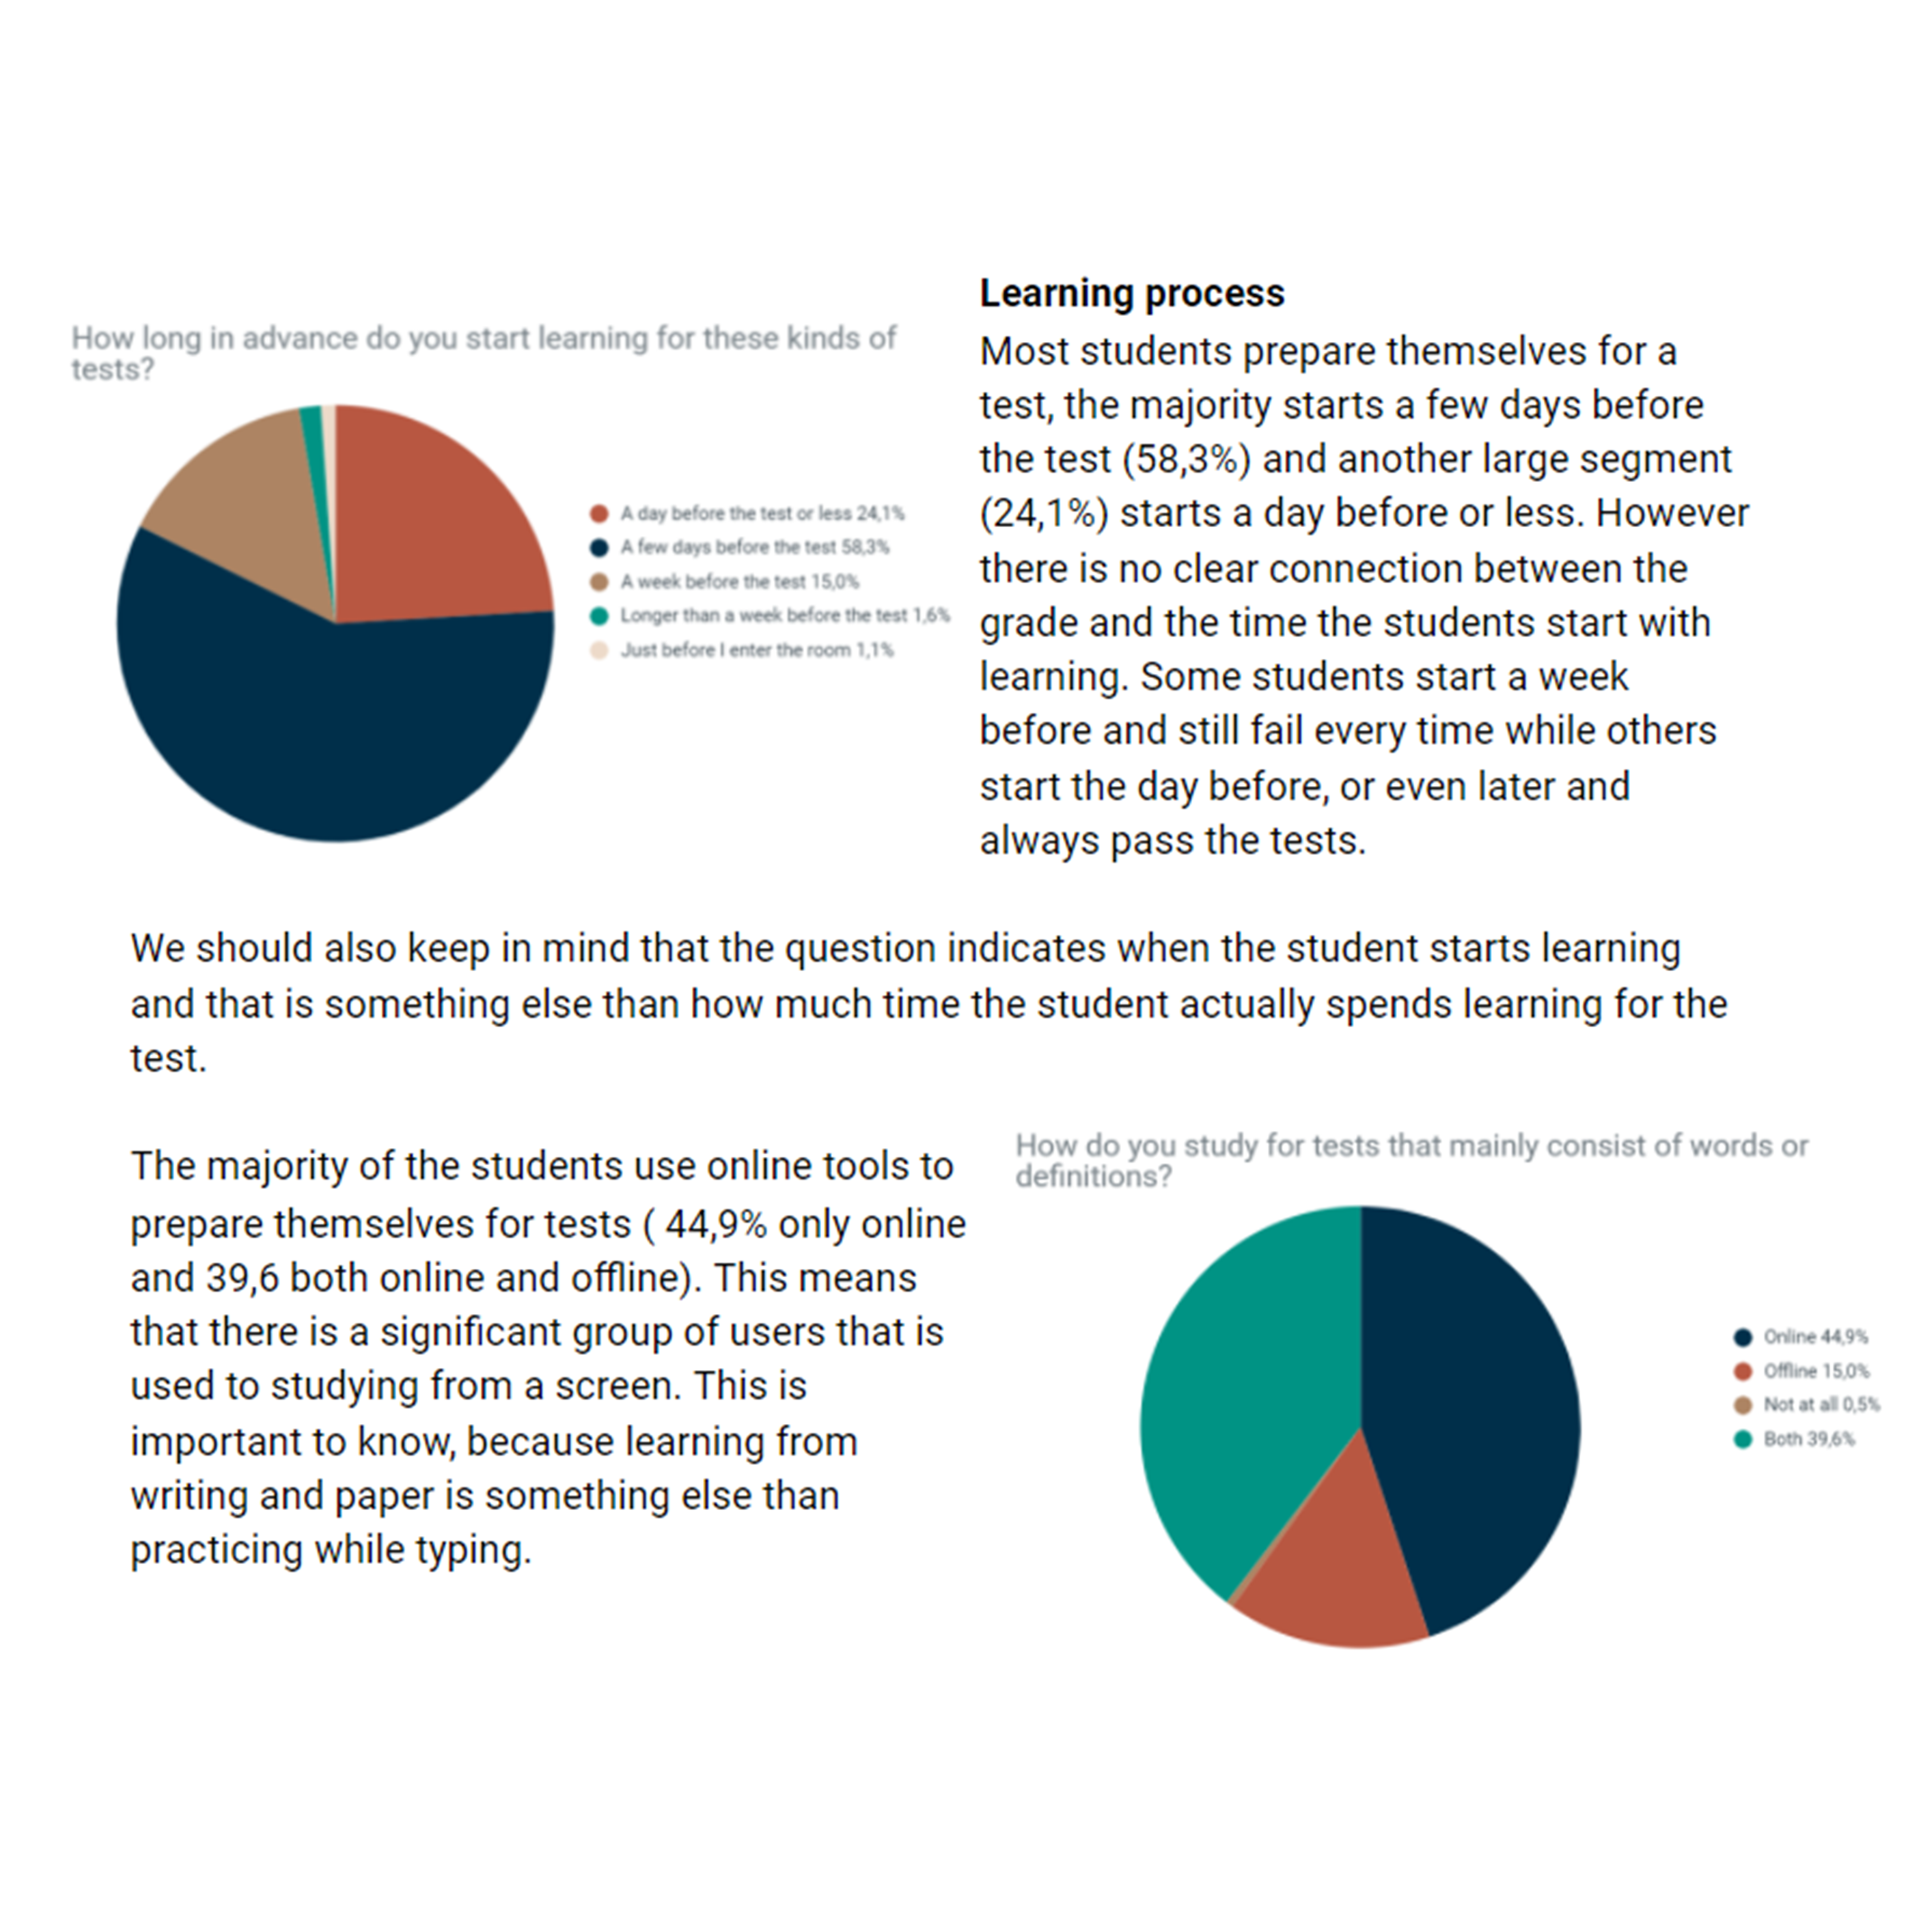 How long in advance do you start learning for these kinds of
tests?
A day before the test or less 24,1%
A few days before the test 58,3%
A week before the test 15,0%
Longer than a week before the test 1,6%
Just before I enter the room 1,1%
Learning process
Most students prepare themselves for a
test, the majority starts a few days before
the test (58,3%) and another large segment
(24,1%) starts a day before or less. However
there is no clear connection between the
grade and the time the students start with
learning. Some students start a week
before and still fail every time while others
start the day before, or even later and
always pass the tests.
We should also keep in mind that the question indicates when the student starts learning
and that is something else than how much time the student actually spends learning for the
test.
The majority of the students use online tools to
prepare themselves for tests ( 44,9% only online
and 39,6 both online and offline). This means
that there is a significant group of users that is
used to studying from a screen. This is
important to know, because learning from
writing and paper is something else than
practicing while typing.
How do you study for tests that mainly consist of words or
definitions?
Online 44,9%
Offline 15,0%
Not at all 0,5%
Both 39,6%